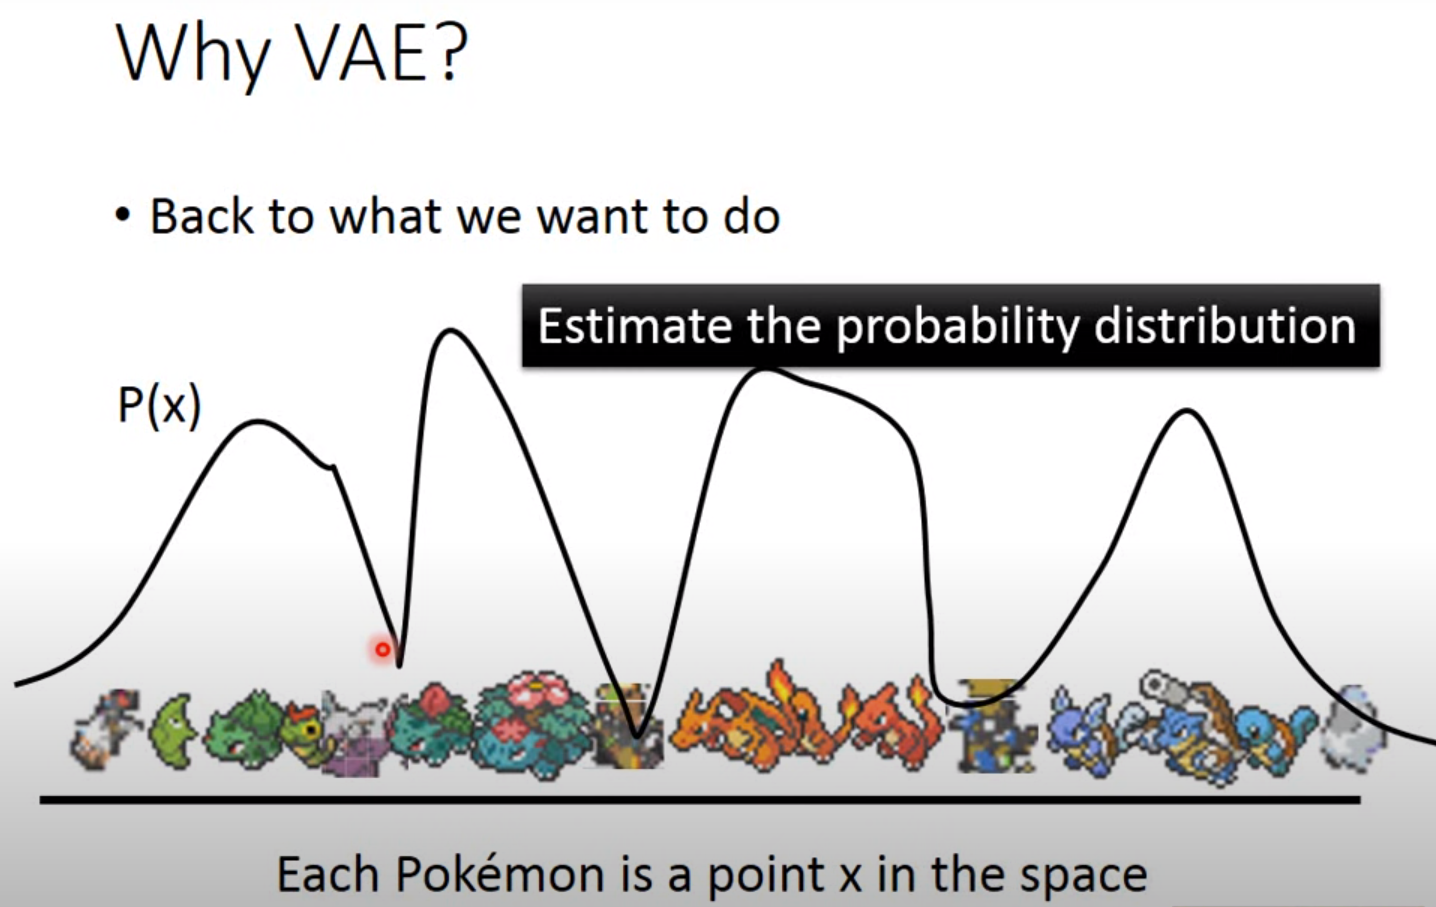 Why VAE?
• Back to what we want to do
Estimate the probability distribution
P(x)
Each Pokémon is a point x in the space